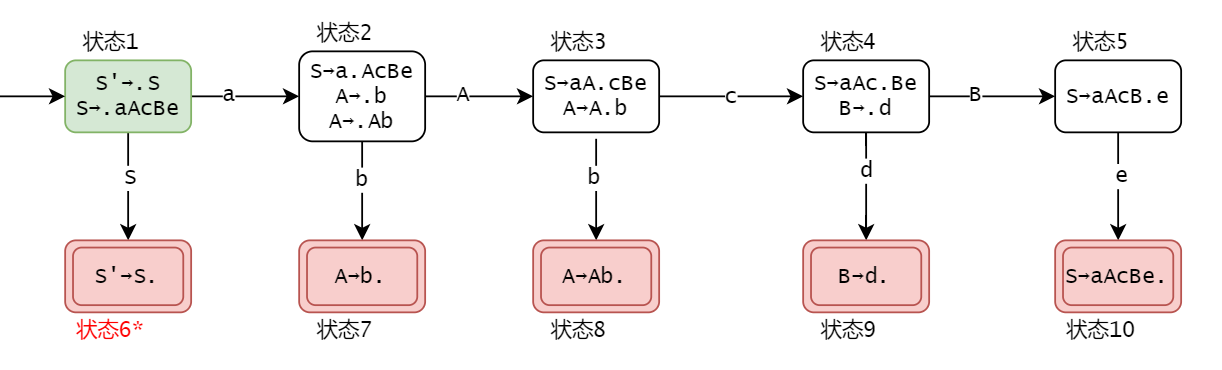 状态1
状态2
状态3
状态4
状态5
S'→.S
S→.aAcBe
a
S→a.AcBe
A→.b
A→.Ab
A
S→aA.cBe
A→A.b
c
S→aAc.Be
B→.d
B
S→aAcB.e
S
b
b
d
e
S'→S.
A→b.
A→Ab.
B→d.
S→aAcBe.
状态6*
状态7
状态8
状态9
状态10